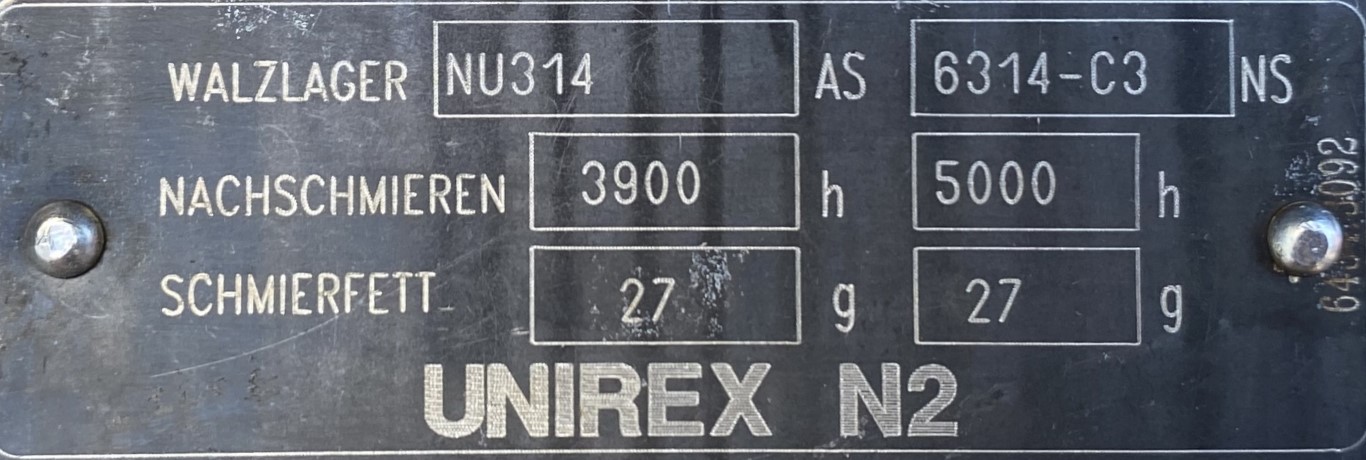 WALZLAGER NU314 AS 6314-C3 NS
NACHSCHMIEREN 3900 h 5000 h
SCHMIERFETT 27 g 27 g
UNIREX N2